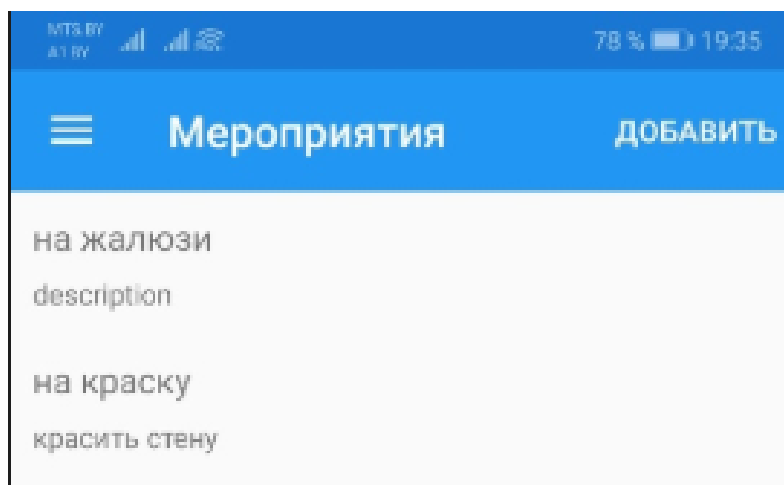 MTS.BY
A1 BY
78 % 19:35
Мероприятия ДОБАВИТЬ
на жалюзи
description
на краску
красить стену